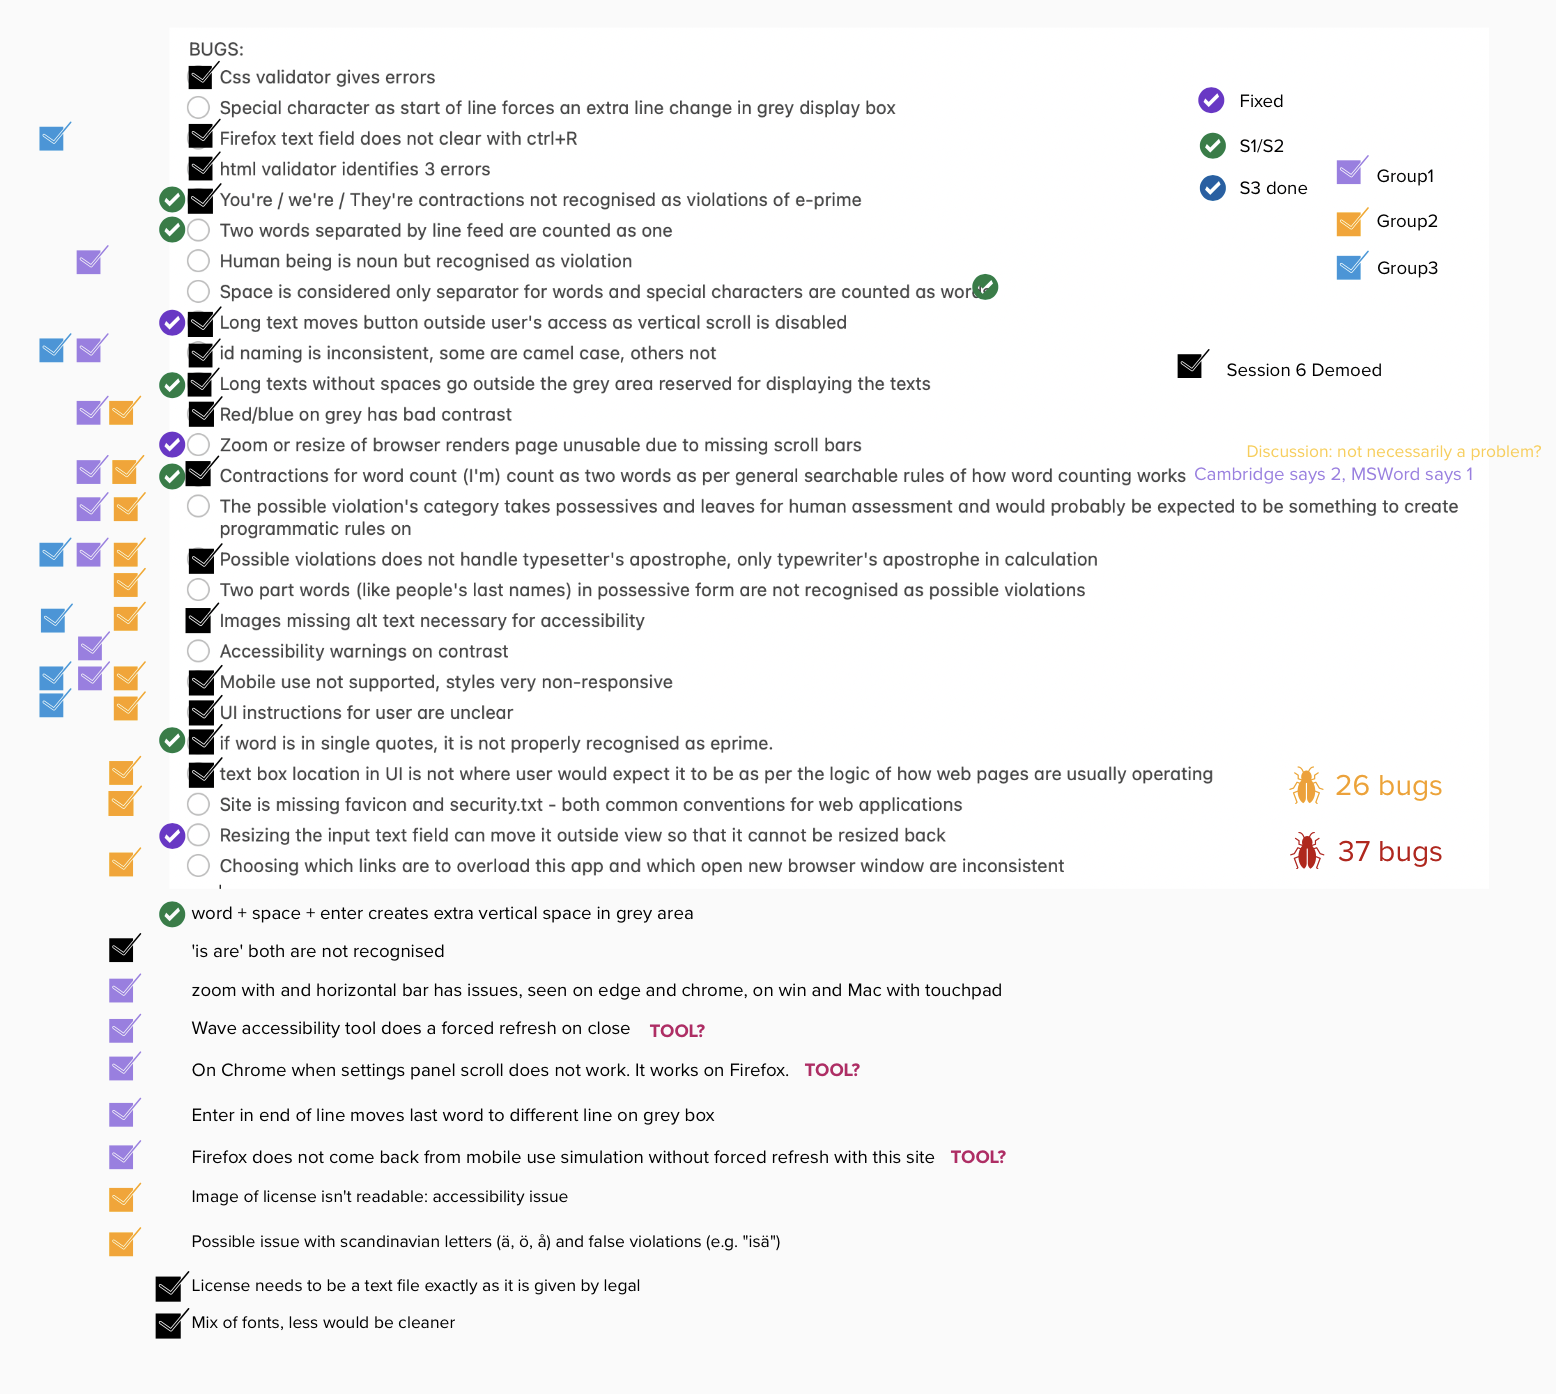 BUGS:
Css validator gives errors
Special character as start of line forces an extra line change in grey display box
Firefox text field does not clear with ctrl+R
html validator identifies 3 errors
You're / we're / They're contractions not recognised as violations of e-prime
Two words separated by line feed are counted as one
Human being is noun but recognised as violation
Space is considered only separator for words and special characters are counted as words
Long text moves button outside user's access as vertical scroll is disabled
id naming is inconsistent, some are camel case, others not
Long texts without spaces go outside the grey area reserved for displaying the texts
Red/blue on grey has bad contrast
Zoom or resize of browser renders page unusable due to missing scroll bars
Contractions for word count (I'm) count as two words as per general searchable rules of how word counting works
The possible violation's category takes possessives and leaves for human assessment and would probably be expected to be something to create
programmatic rules on
Possible violations does not handle typesetter's apostrophe, only typewriter's apostrophe in calculation
Two part words (like people's last names) in possessive form are not recognised as possible violations
Images missing alt text necessary for accessibility
Accessibility warnings on contrast
Mobile use not supported, styles very non-responsive
UI instructions for user are unclear
if word is in single quotes, it is not properly recognised as eprime.
text box location in UI is not where user would expect it to be as per the logic of how web pages are usually operating
Site is missing favicon and security.txt - both common conventions for web applications
Resizing the input text field can move it outside view so that it cannot be resized back
Choosing which links are to overload this app and which open new browser window are inconsistent
Fixed
S1/S2
S3 done
Group1
Group2
Group3
Session 6 Demoed
Discussion: not necessarily a problem?
Cambridge says 2, MSWord says 1
26 bugs
37 bugs
word + space + enter creates extra vertical space in grey area
'is are' both are not recognised
zoom with and horizontal bar has issues, seen on edge and chrome, on win and Mac with touchpad
Wave accessibility tool does a forced refresh on close TOOL?
On Chrome when settings panel scroll does not work. It works on Firefox. TOOL?
Enter in end of line moves last word to different line on grey box
Firefox does not come back from mobile use simulation without forced refresh with this site TOOL?
Image of license isn't readable: accessibility issue
Possible issue with scandinavian letters (ä, ö, å) and false violations (e.g. "isä")
License needs to be a text file exactly as it is given by legal
Mix of fonts, less would be cleaner